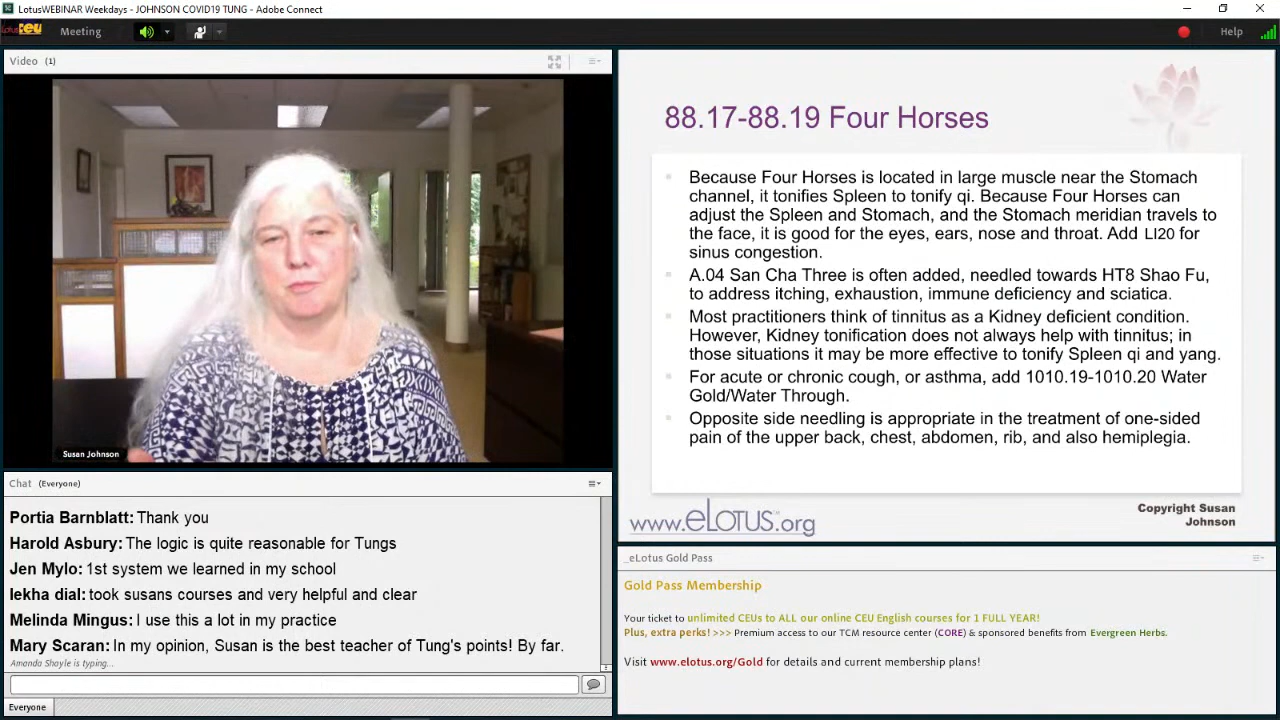 LotusWEBINAR Weekdays - JOHNSON COVID19 TUNG - Adobe Connect
Meeting
Help
Video (1)
Susan Johnson
88.17-88.19 Four Horses
Because Four Horses is located in large muscle near the Stomach
channel, it tonifies Spleen to tonify qi. Because Four Horses can
adjust the Spleen and Stomach, and the Stomach meridian travels to
the face, it is good for the eyes, ears, nose and throat. Add LI20 for
sinus congestion.
A.04 San Cha Three is often added, needled towards HT8 Shao Fu,
to address itching, exhaustion, immune deficiency and sciatica.
Most practitioners think of tinnitus as a Kidney deficient condition.
However, Kidney tonification does not always help with tinnitus; in
those situations it may be more effective to tonify Spleen qi and yang.
For acute or chronic cough, or asthma, add 1010.19-1010.20 Water
Gold/Water Through.
Opposite side needling is appropriate in the treatment of one-sided
pain of the upper back, chest, abdomen, rib, and also hemiplegia.
www.eLOTUS.org
Copyright Susan
Johnson
Chat (Everyone)
Portia Barnblatt: Thank you
Harold Asbury: The logic is quite reasonable for Tungs
Jen Mylo: 1st system we learned in my school
lekha dial: took susans courses and very helpful and clear
Melinda Mingus: I use this a lot in my practice
Mary Scaran: In my opinion, Susan is the best teacher of Tung's points! By far.
Amanda Shayle is typing...
Everyone
_eLotus Gold Pass
Gold Pass Membership
Your ticket to unlimited CEUs to ALL our online CEU English courses for 1 FULL YEAR!
Plus, extra perks! >>> Premium access to our TCM resource center (CORE) & sponsored benefits from Evergreen Herbs.
Visit www.elotus.org/Gold for details and current membership plans!